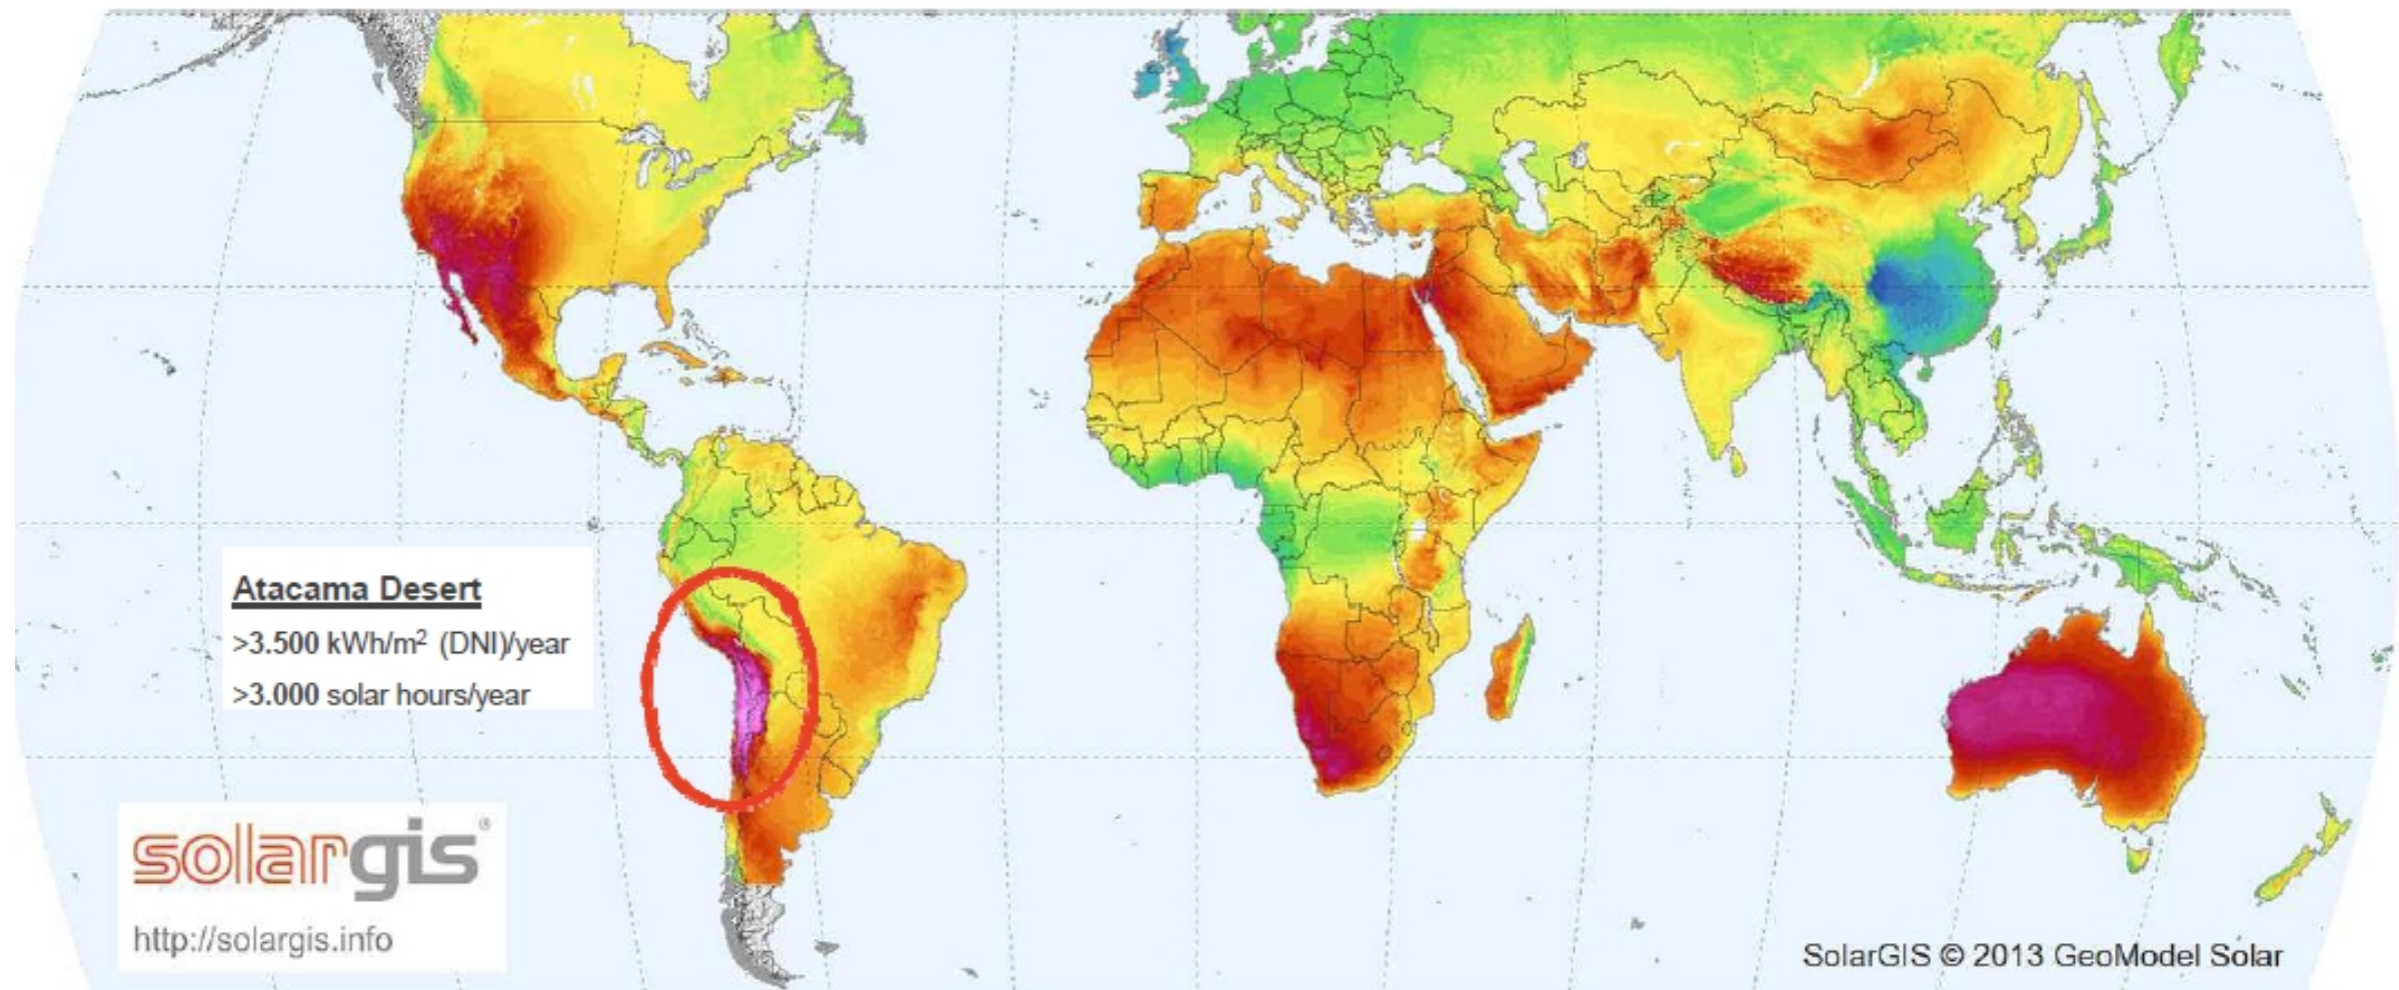 Atacama Desert
>3.500 kWh/m² (DNI)/year
>3.000 solar hours/year
solargis®
http://solargis.info
SolarGIS © 2013 GeoModel Solar